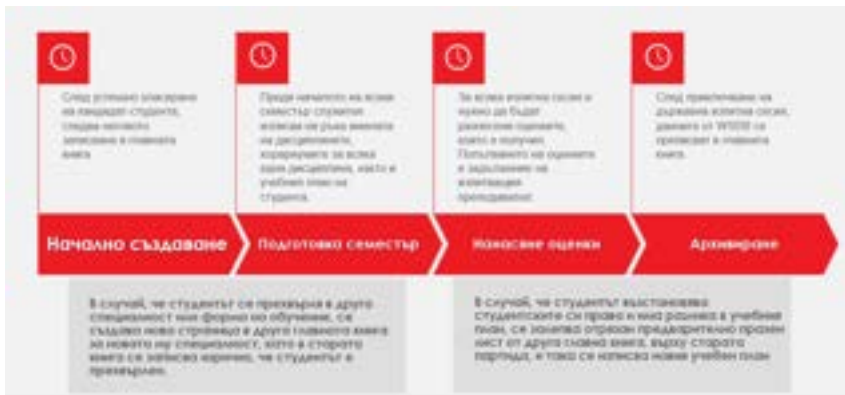 След успешно класиране
на кандидат студента,
следва неговото
записване в главната
книга
Преди началото на всеки
семестър служител
на ръка имената
на дисциплините,
хорариумите за всяка
една дисциплина, както и
учебния план на
студента.
За всяка изпитна сесия е
нужно да бъдат
разнесени оценките,
които е получил.
Попълването на оценките
е задължение на
изпитващия
преподавател
След приключване на
държавна изпитна сесия,
данните от се
прехвърлят в главната
книга.
Начално създаване
Подготовка семестър
Нанасяне оценки
Архивиране
В случай, че студентът се прехвърля в друга
специалност или форма на обучение, се
създава нова страница в друга главната книга
за новата му специалност, като в старата
книга се записва изрично, че студентът е
прехвърлен.
В случай, че студентът възстановява
студентските си права и има разлика в учебния
план, се залепва отрязан предварително празен
лист от друга главна книга, върху старата
партида, и така се написва новия учебен план